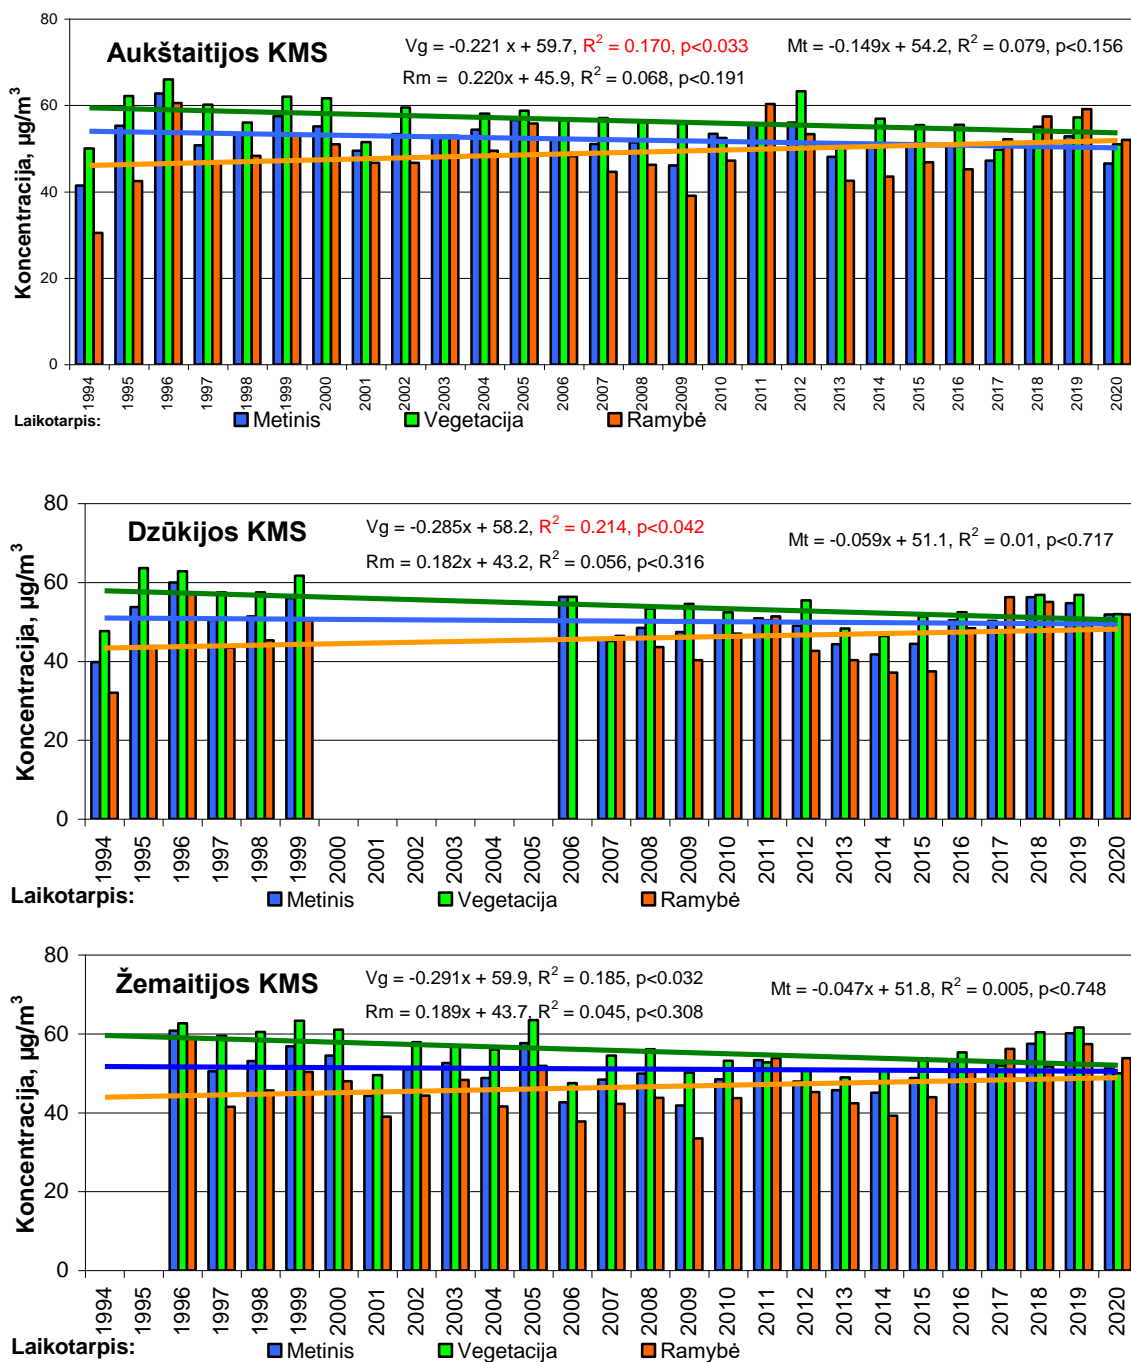 Aukštaitijos KMS
Vg = -0.221 x + 59.7, R² = 0.170, p<0.033
Mt = -0.149x + 54.2, R² = 0.079, p<0.156
Rm = 0.220x + 45.9, R² = 0.068, p<0.191
Koncentracija, µg/m³
80
60
40
20
0
1994 1995 1996 1997 1998 1999 2000 2001 2002 2003 2004 2005 2006 2007 2008 2009 2010 2011 2012 2013 2014 2015 2016 2017 2018 2019 2020
Laikotarpis: Metinis Vegetacija Ramybė
Dzūkijos KMS
Vg = -0.285x + 58.2, R² = 0.214, p<0.042
Mt = -0.059x + 51.1, R² = 0.01, p<0.717
Rm = 0.182x + 43.2, R² = 0.056, p<0.316
Koncentracija, µg/m³
80
60
40
20
0
1994 1995 1996 1997 1998 1999 2000 2001 2002 2003 2004 2005 2006 2007 2008 2009 2010 2011 2012 2013 2014 2015 2016 2017 2018 2019 2020
Laikotarpis: Metinis Vegetacija Ramybė
Žemaitijos KMS
Vg = -0.291x + 59.9, R² = 0.185, p<0.032
Mt = -0.047x + 51.8, R² = 0.005, p<0.748
Rm = 0.189x + 43.7, R² = 0.045, p<0.308
Koncentracija, µg/m³
80
60
40
20
0
1994 1995 1996 1997 1998 1999 2000 2001 2002 2003 2004 2005 2006 2007 2008 2009 2010 2011 2012 2013 2014 2015 2016 2017 2018 2019 2020
Laikotarpis: Metinis Vegetacija Ramybė